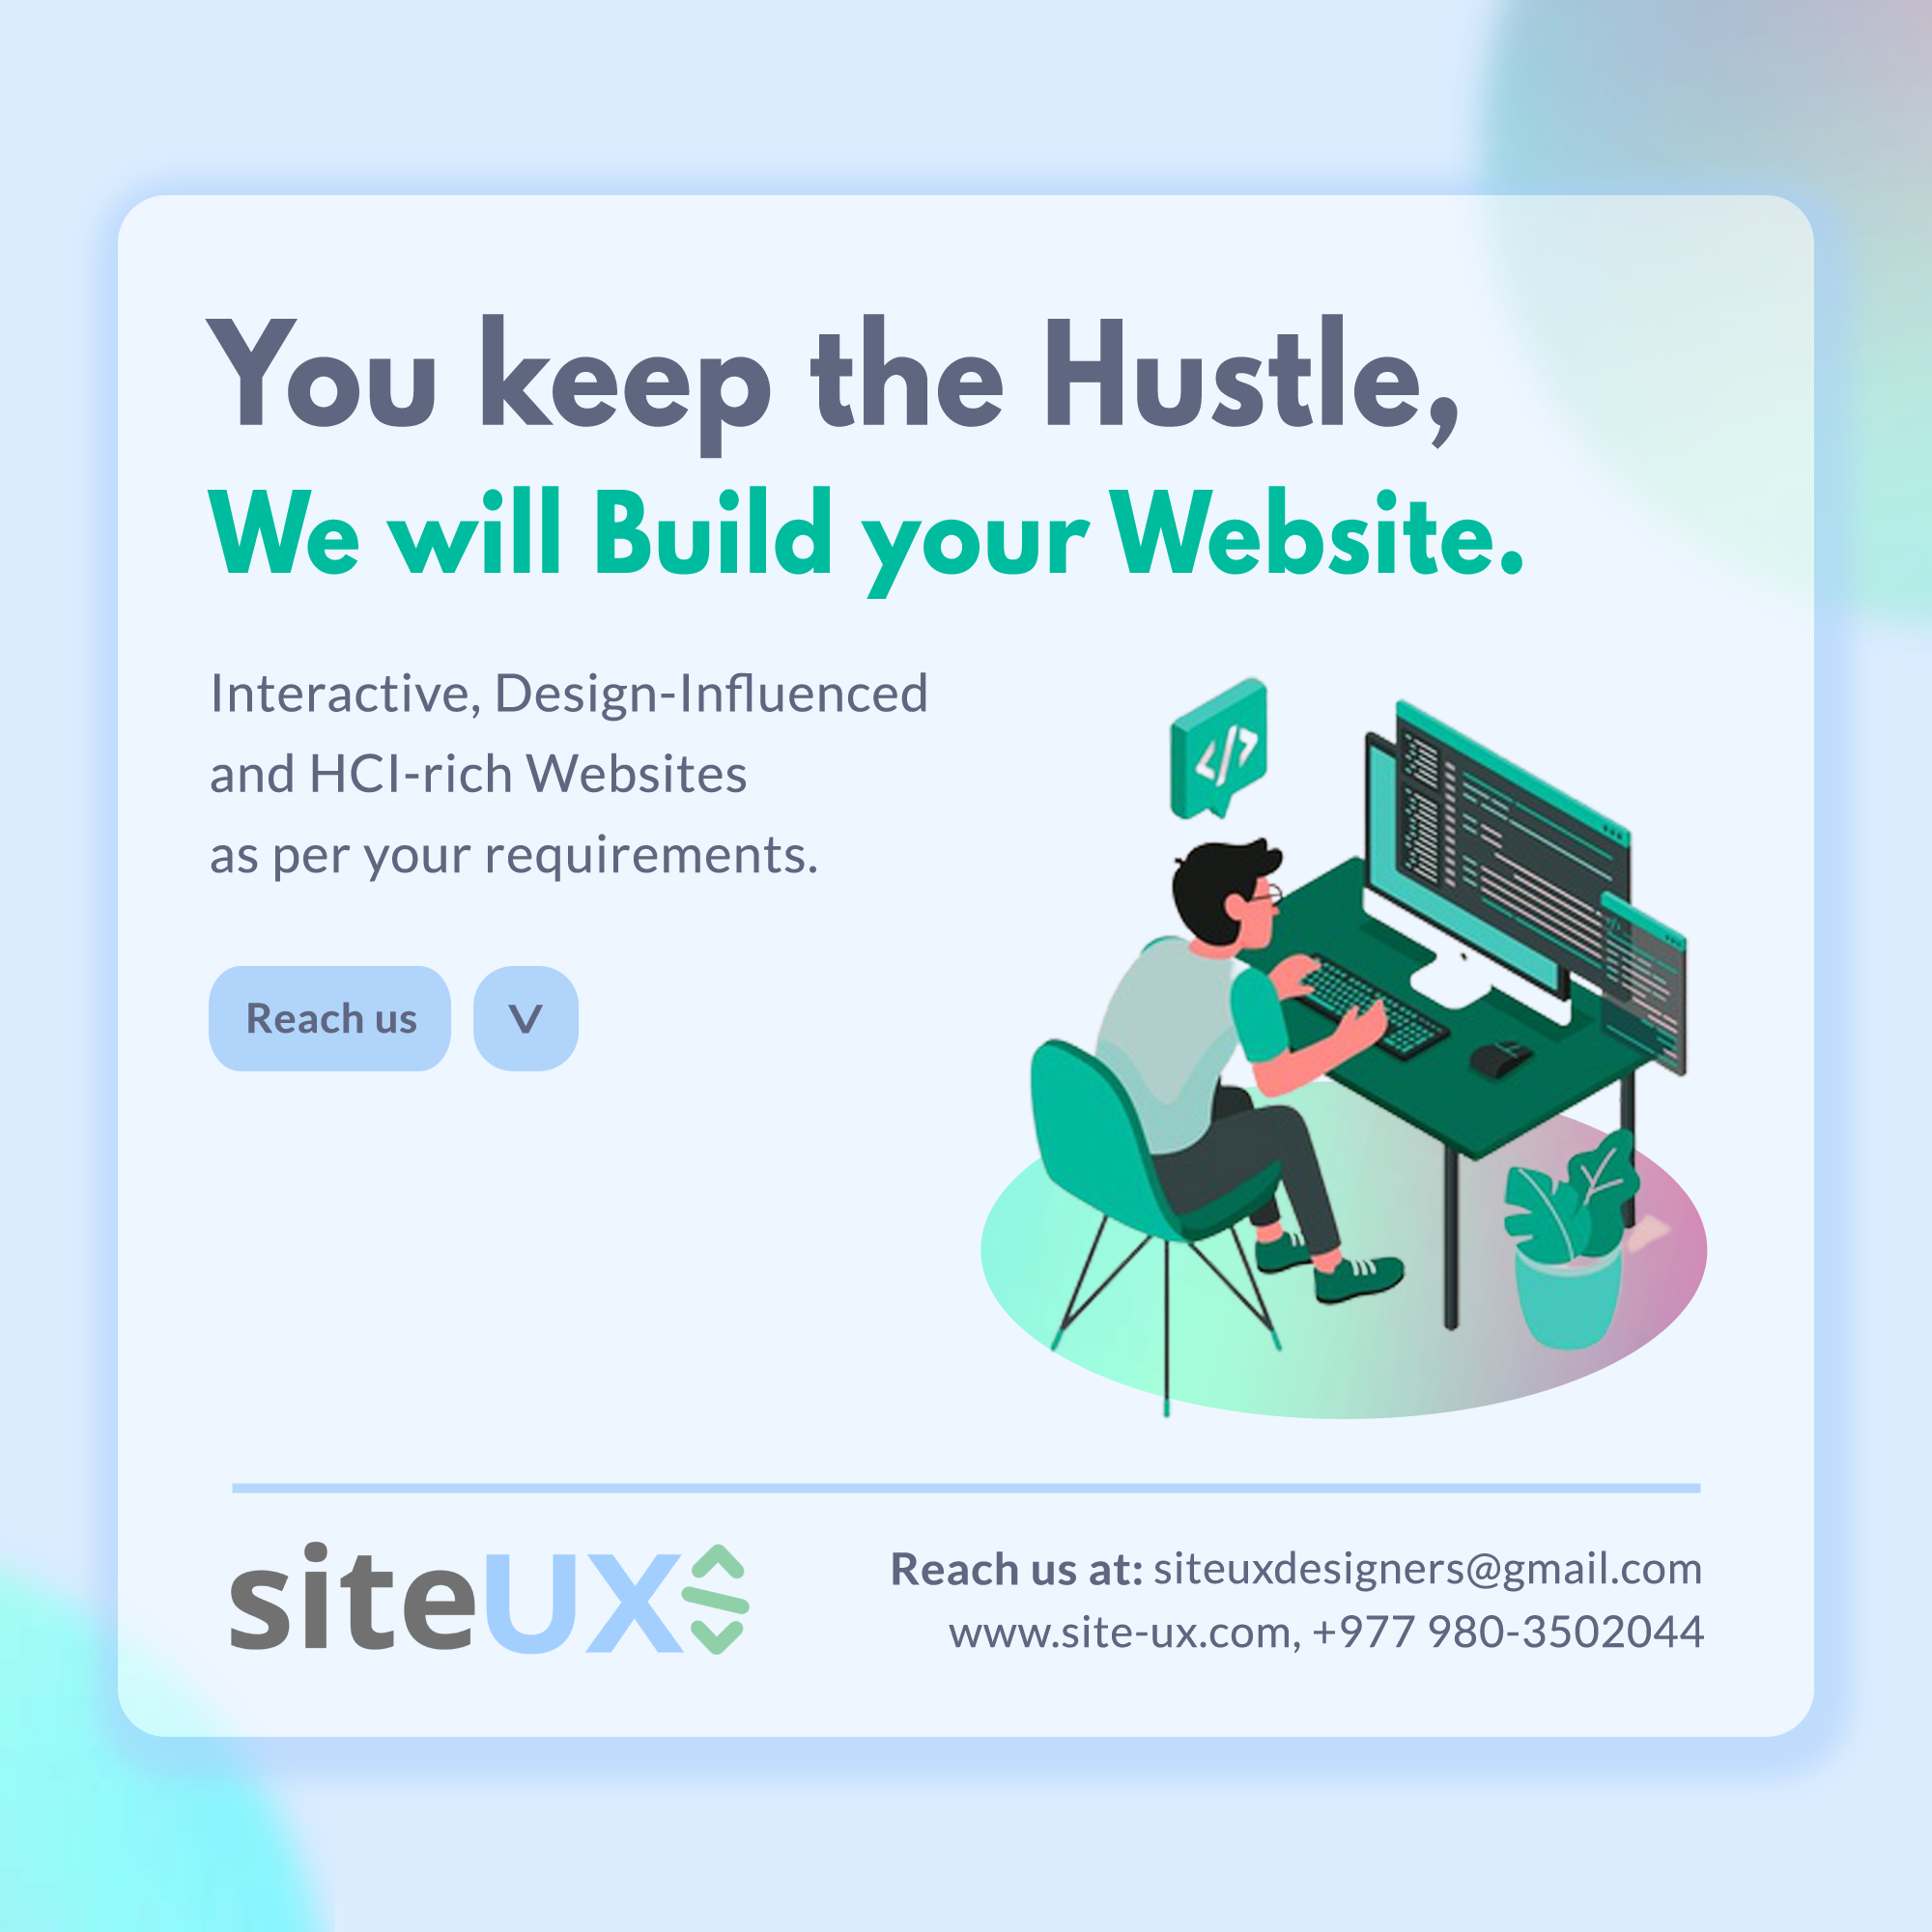 You keep the Hustle,
We will Build your Website.
Interactive, Design-Influenced
and HCI-rich Websites
as per your requirements.
Reach us
V
</>
siteUX
Reach us at: siteuxdesigners@gmail.com
www.site-ux.com, +977 980-3502044